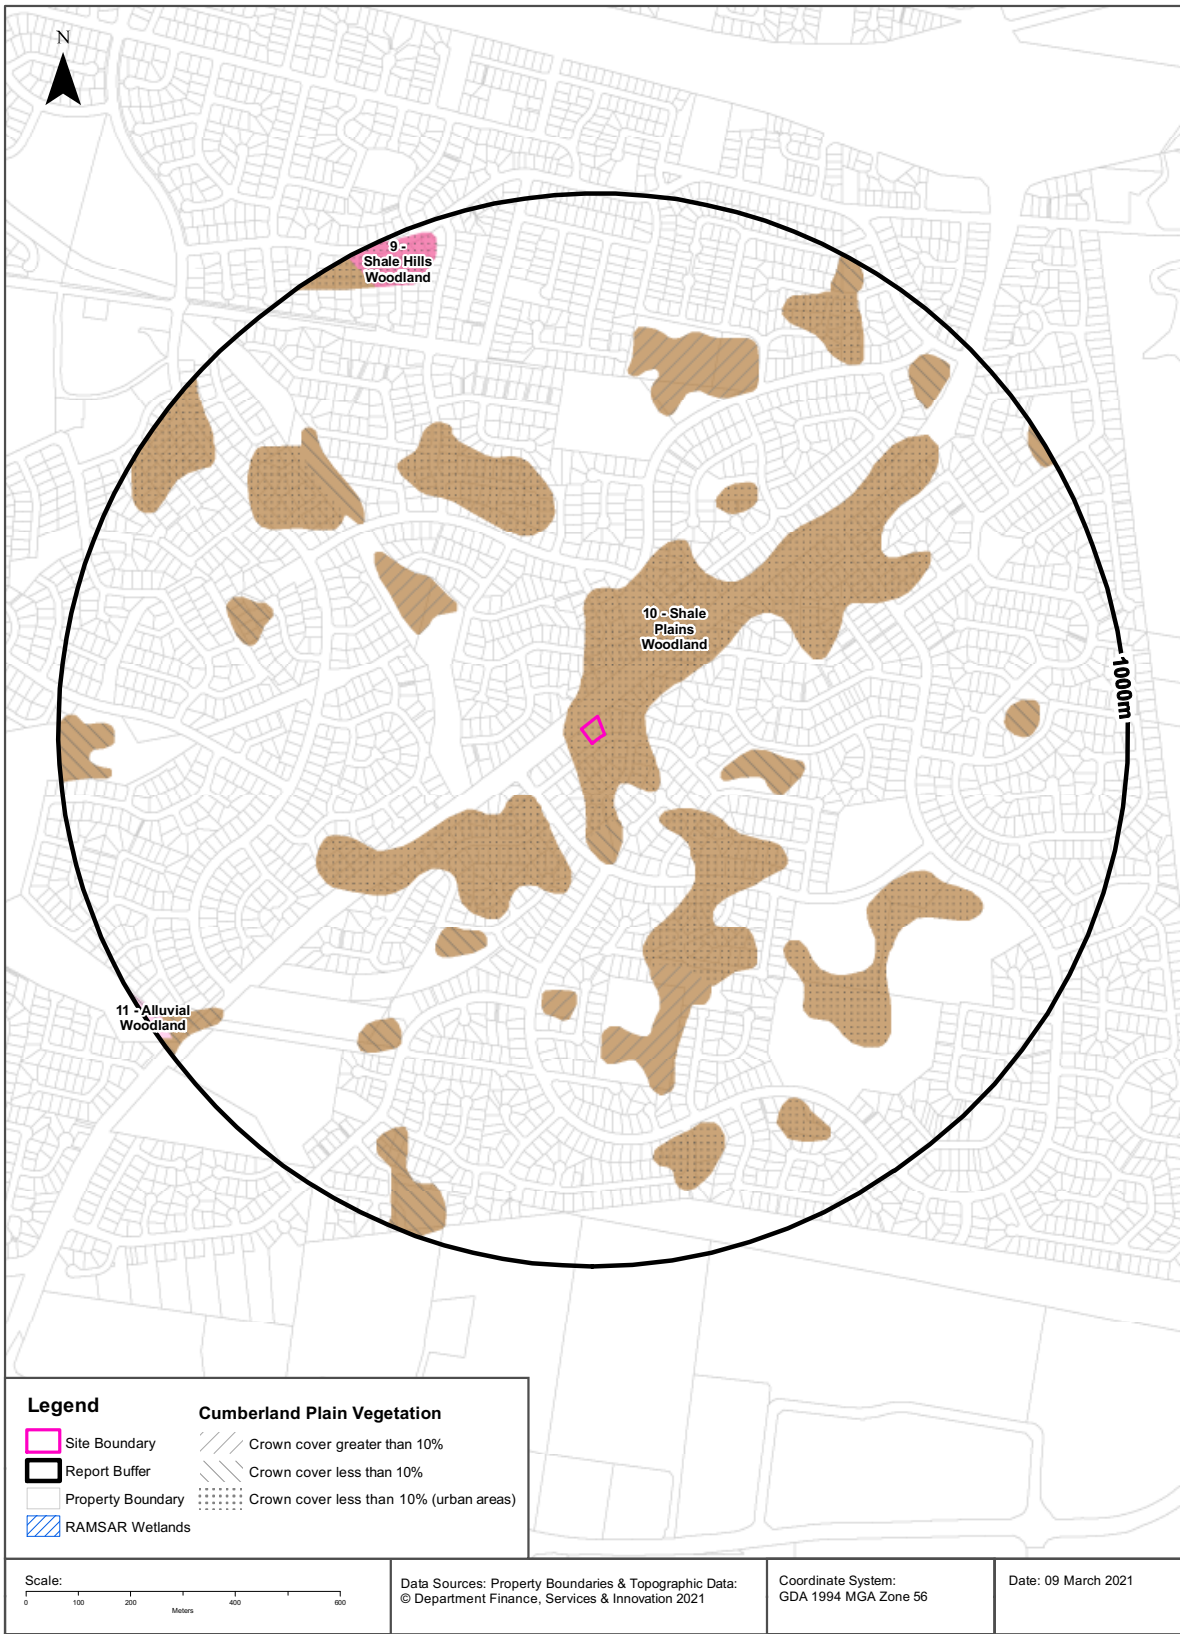 N
9 -
Shale Hills
Woodland
10 - Shale
Plains
Woodland
1000m
11 - Alluvial
Woodland
Legend
Site Boundary
Report Buffer
Property Boundary
RAMSAR Wetlands
Cumberland Plain Vegetation
Crown cover greater than 10%
Crown cover less than 10%
Crown cover less than 10% (urban areas)
Scale:
0 100 200 400 600
Meters
Data Sources: Property Boundaries & Topographic Data:
© Department Finance, Services & Innovation 2021
Coordinate System:
GDA 1994 MGA Zone 56
Date: 09 March 2021